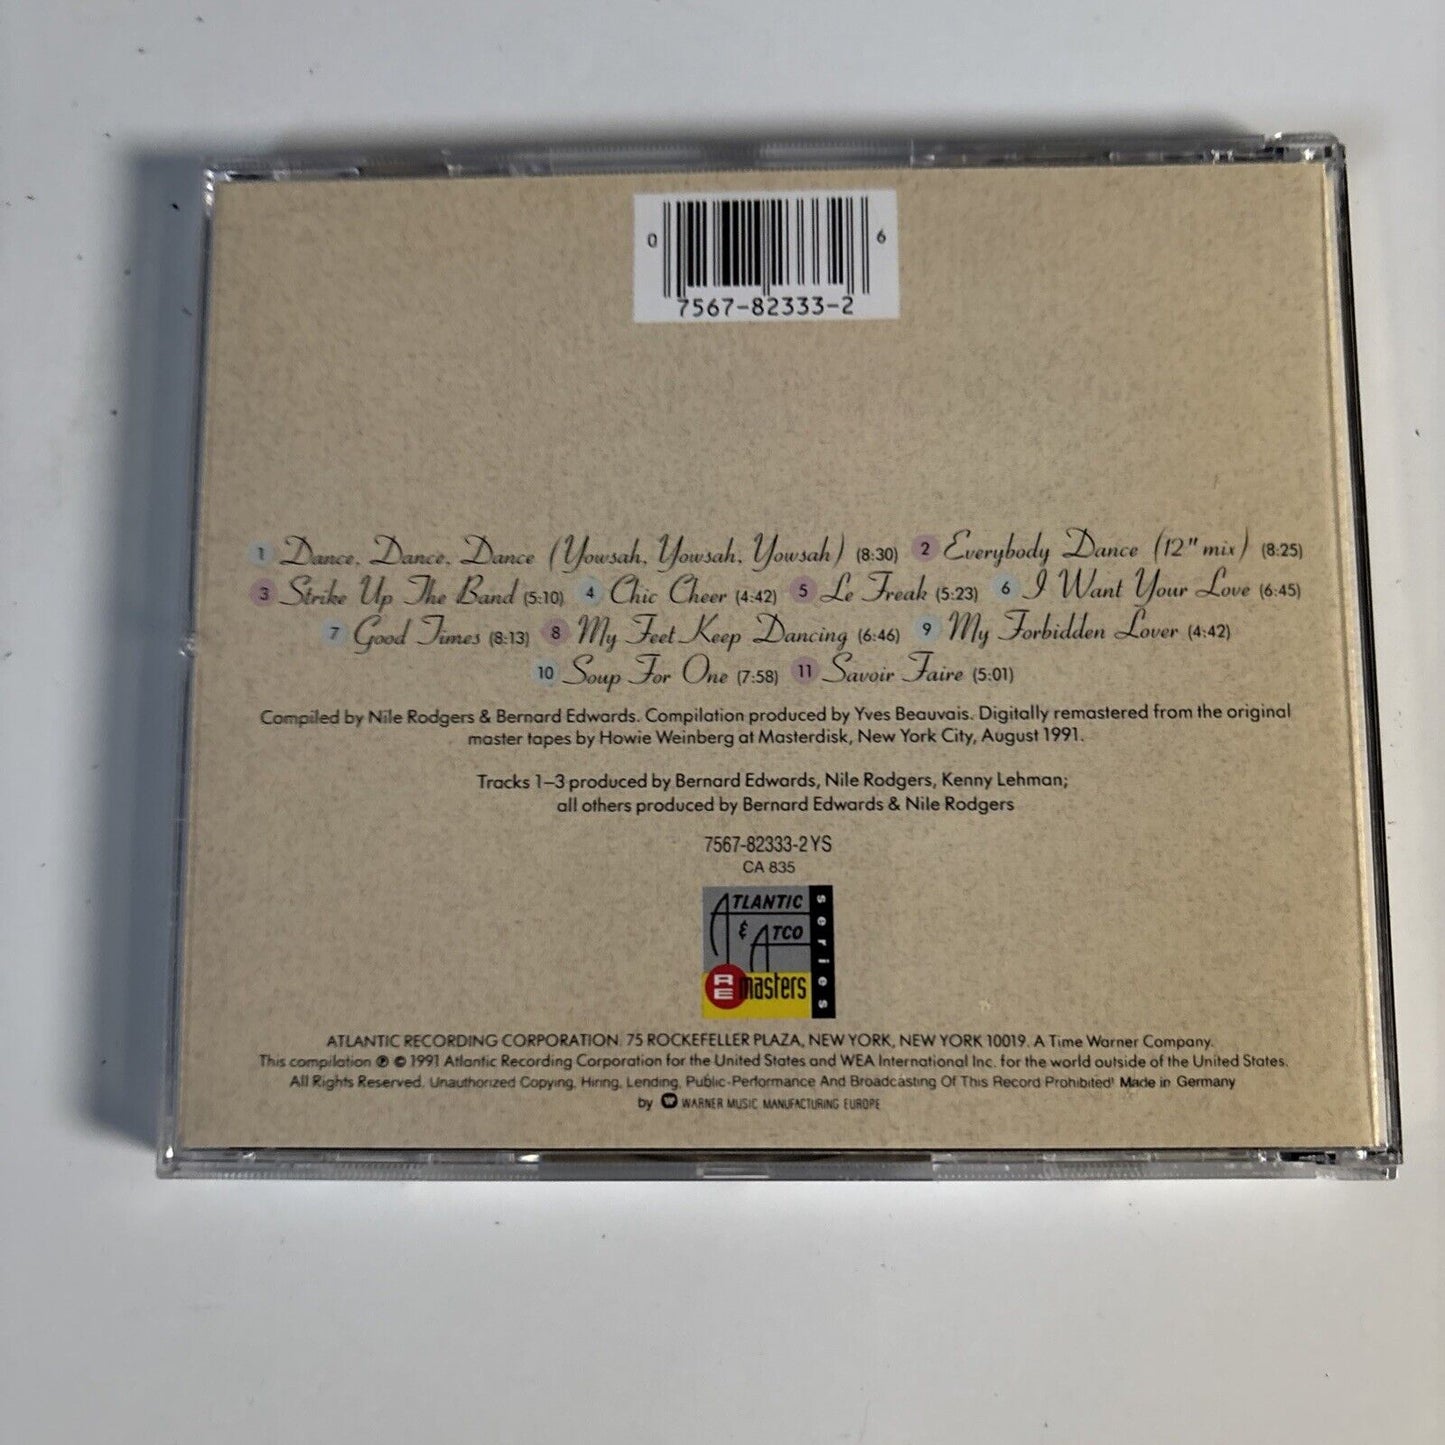 0 6
7567-82333-2
1 Dance, Dance, Dance (Yowsah, Yowsah, Yowsah) (8:30) 2 Everybody Dance (12" mix) (8:25)
3 Strike Up The Band (5:10) 4 Chic Cheer (4:42) 5 Le Freak (5:23) 6 I Want Your Love (6:45)
7 Good Times (8:13) 8 My Feet Keep Dancing (6:46) 9 My Forbidden Lover (4:42)
10 Soup For One (7:58) 11 Savoir Faire (5:01)
Compiled by Nile Rodgers & Bernard Edwards. Compilation produced by Yves Beauvais. Digitally remastered from the original
master tapes by Howie Weinberg at Masterdisk, New York City, August 1991.
Tracks 1–3 produced by Bernard Edwards, Nile Rodgers, Kenny Lehman;
all others produced by Bernard Edwards & Nile Rodgers
7567-82333-2 YS
CA 835
ATLANTIC
& ATCO
RE masters
series
ATLANTIC RECORDING CORPORATION. 75 ROCKEFELLER PLAZA, NEW YORK, NEW YORK 10019. A Time Warner Company.
This compilation ℗ © 1991 Atlantic Recording Corporation for the United States and WEA International Inc. for the world outside of the United States.
All Rights Reserved. Unauthorized Copying, Hiring, Lending, Public-Performance And Broadcasting Of This Record Prohibited! Made in Germany
by WARNER MUSIC MANUFACTURING EUROPE